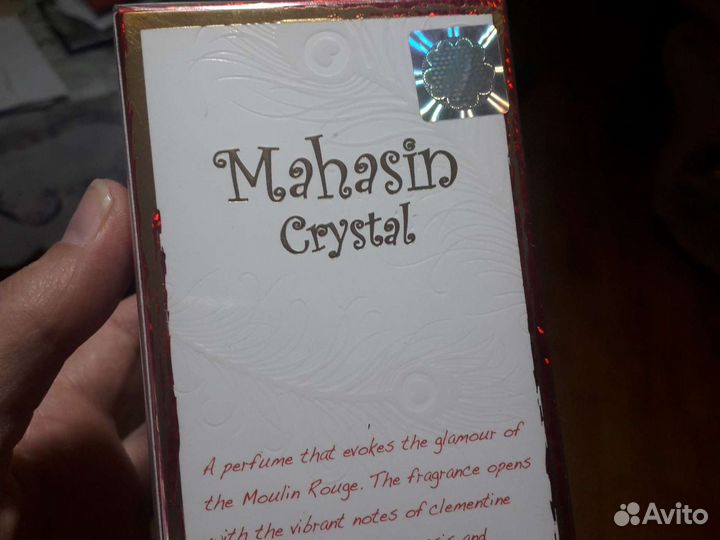 Mahasin
Crystal
A perfume that evokes the glamour of
the Moulin Rouge. The fragrance opens
with the vibrant notes of clementine
and
Avito